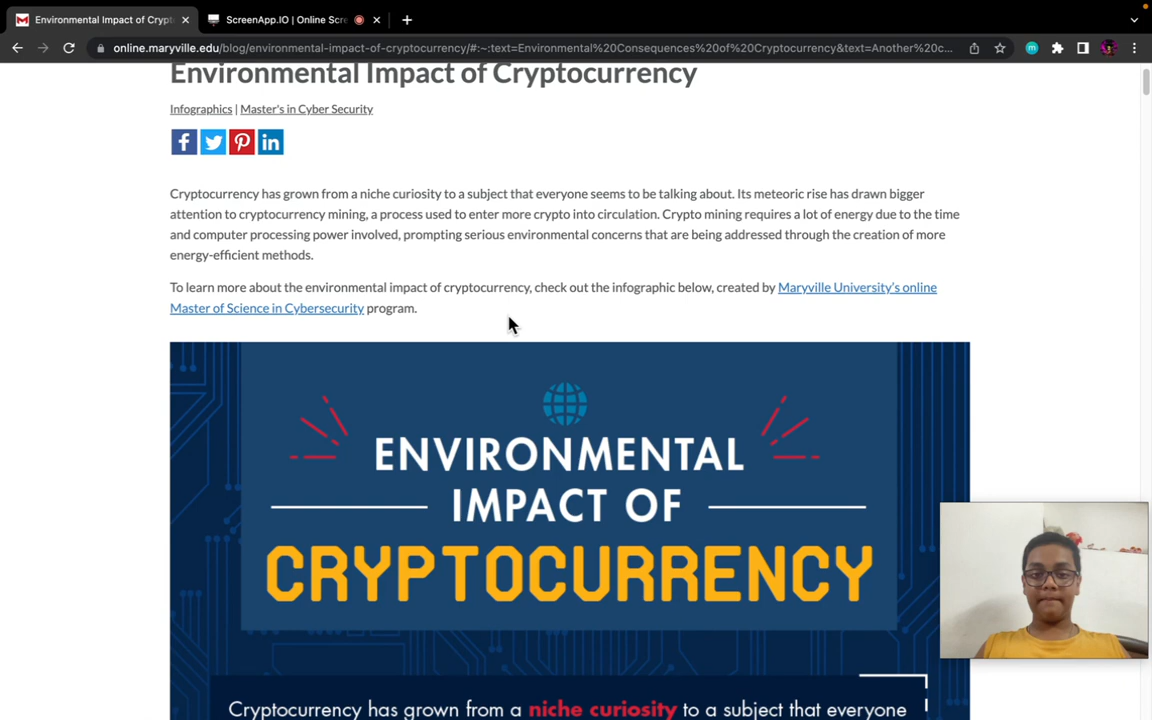 Environmental Impact of Crypt
ScreenApp.IO | Online Scre
online.maryville.edu/blog/environmental-impact-of-cryptocurrency/#:~:text=Environmental%20Consequences%20of%20Cryptocurrency&text=Another%20c...
Environmental Impact of Cryptocurrency
Infographics | Master's in Cyber Security
Cryptocurrency has grown from a niche curiosity to a subject that everyone seems to be talking about. Its meteoric rise has drawn bigger
attention to cryptocurrency mining, a process used to enter more crypto into circulation. Crypto mining requires a lot of energy due to the time
and computer processing power involved, prompting serious environmental concerns that are being addressed through the creation of more
energy-efficient methods.
To learn more about the environmental impact of cryptocurrency, check out the infographic below, created by Maryville University's online
Master of Science in Cybersecurity program.
ENVIRONMENTAL
IMPACT OF
CRYPTOCURRENCY
Cryptocurrency has grown from a niche curiosity to a subject that everyone